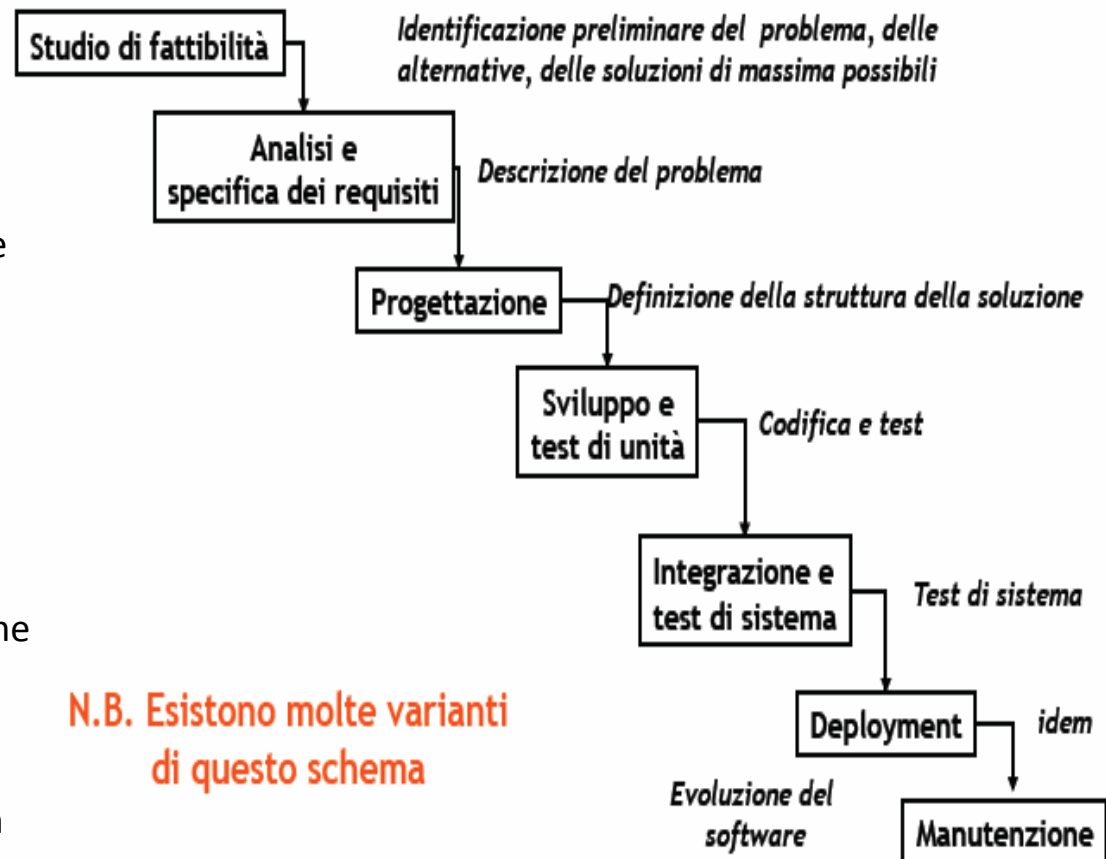 Studio di fattibilità
Identificazione preliminare del problema, delle
alternative, delle soluzioni di massima possibili
Analisi e
specifica dei requisiti
Descrizione del problema
e
Progettazione
Definizione della struttura della soluzione
Sviluppo e
test di unità
Codifica e test
Integrazione e
test di sistema
Test di sistema
ne
N.B. Esistono molte varianti
di questo schema
Deployment
idem
Evoluzione del
software
Manutenzione